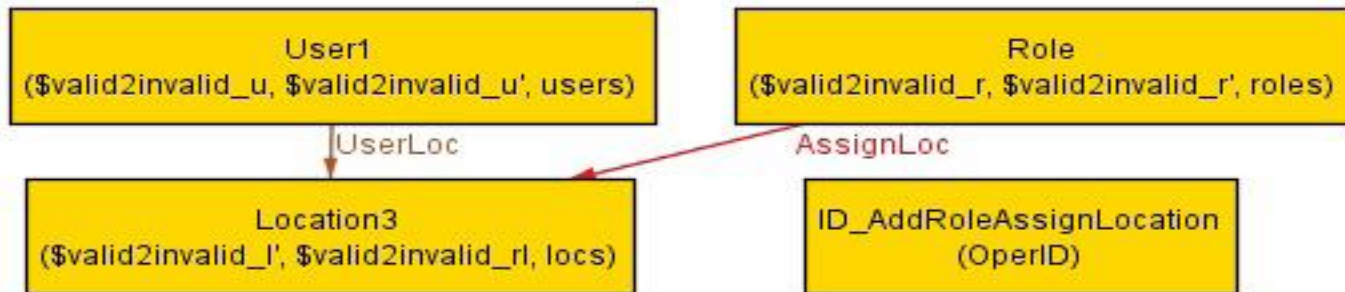 User1
($valid2invalid_u, $valid2invalid_u', users)
Role
($valid2invalid_r, $valid2invalid_r', roles)
UserLoc
AssignLoc
Location3
($valid2invalid_l', $valid2invalid_rl, locs)
ID_AddRoleAssignLocation
(OperID)